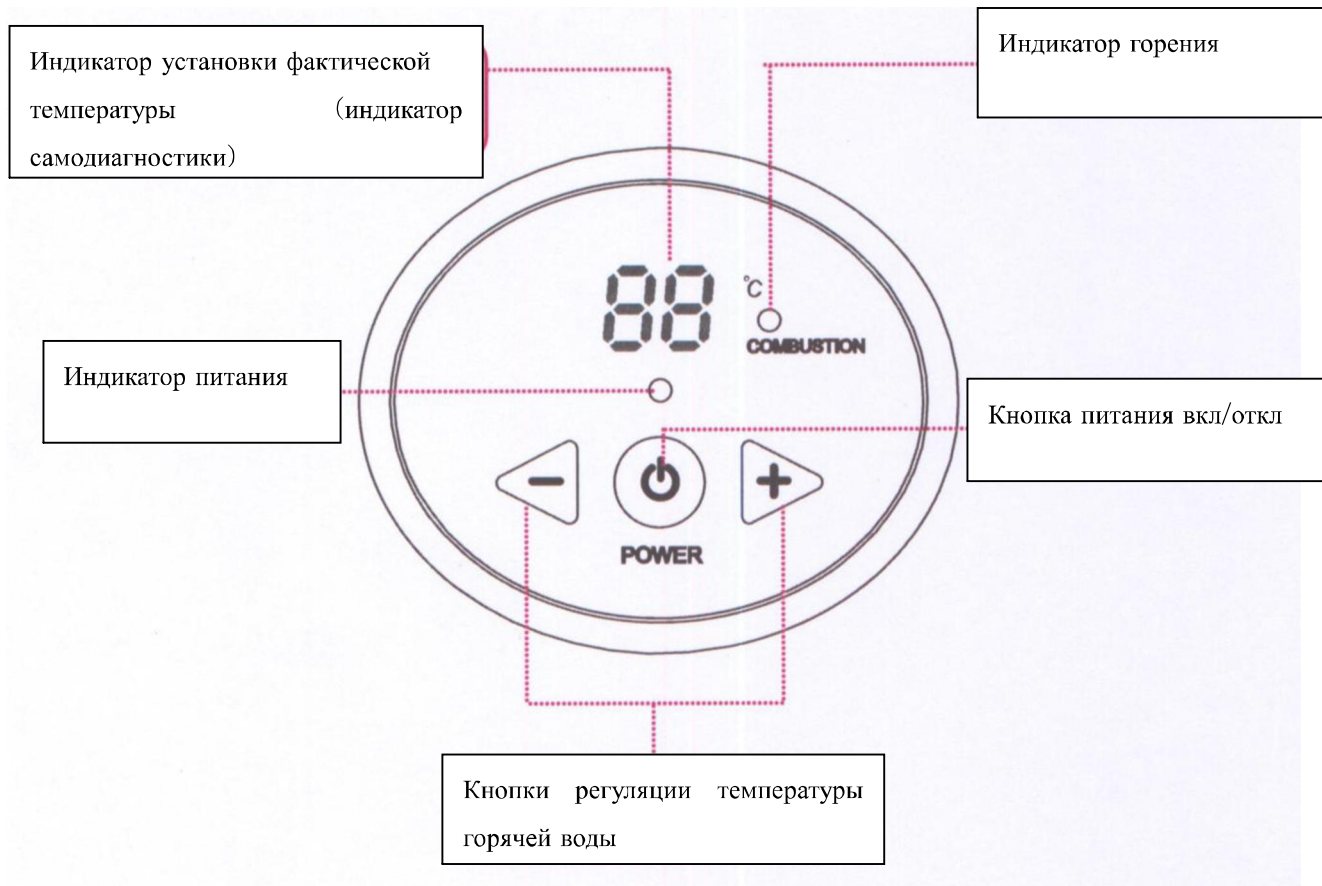 Индикатор установки фактической
температуры （индикатор
самодиагностики）
Индикатор горения
88 °C
COMBUSTION
Индикатор питания
Кнопка питания вкл/откл
POWER
Кнопки регуляции температуры
горячей воды